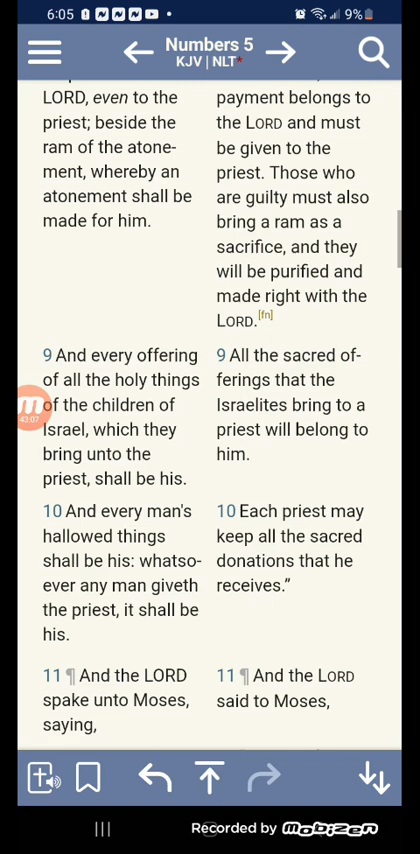 6:05
9%
Numbers 5
KJV | NLT*
LORD, even to the
priest; beside the
ram of the atone-
ment, whereby an
atonement shall be
made for him.
payment belongs to
the LORD and must
be given to the
priest. Those who
are guilty must also
bring a ram as a
sacrifice, and they
will be purified and
made right with the
LORD.[fn]
9 And every offering
of all the holy things
of the children of
Israel, which they
bring unto the
priest, shall be his.
9 All the sacred of-
ferings that the
Israelites bring to a
priest will belong to
him.
10 And every man's
hallowed things
shall be his: whatso-
ever any man giveth
the priest, it shall be
his.
10 Each priest may
keep all the sacred
donations that he
receives.”
11 ¶ And the LORD
spake unto Moses,
saying,
11 ¶ And the LORD
said to Moses,
43:07
Recorded by mobizen